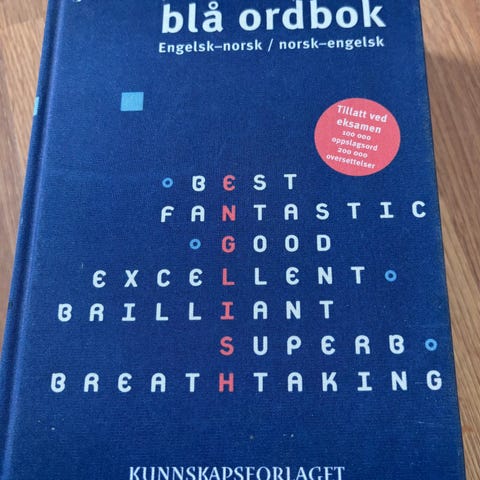 blå ordbok
Engelsk–norsk / norsk–engelsk
Tillatt ved
eksamen
100 000
oppslagsord
200 000
oversettelser
BEST
FANTASTIC
GOOD
EXCELLENT
BRILLIANT
SUPERB
BREATHTAKING
KUNNSKAPSFORLAGET